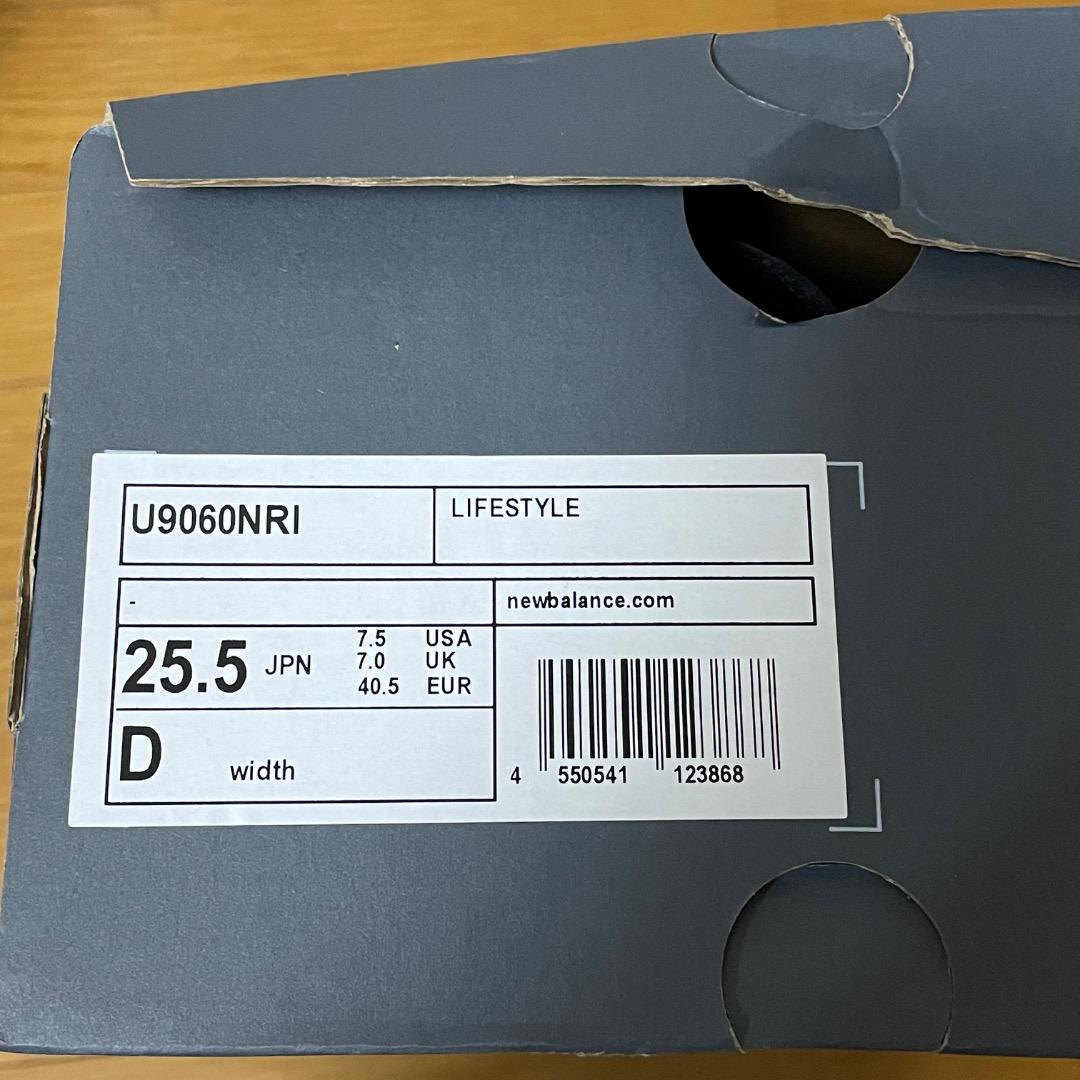 U9060NRI
LIFESTYLE
-
newbalance.com
25.5 JPN
7.5 USA
7.0 UK
40.5 EUR
D width
4 550541 123868